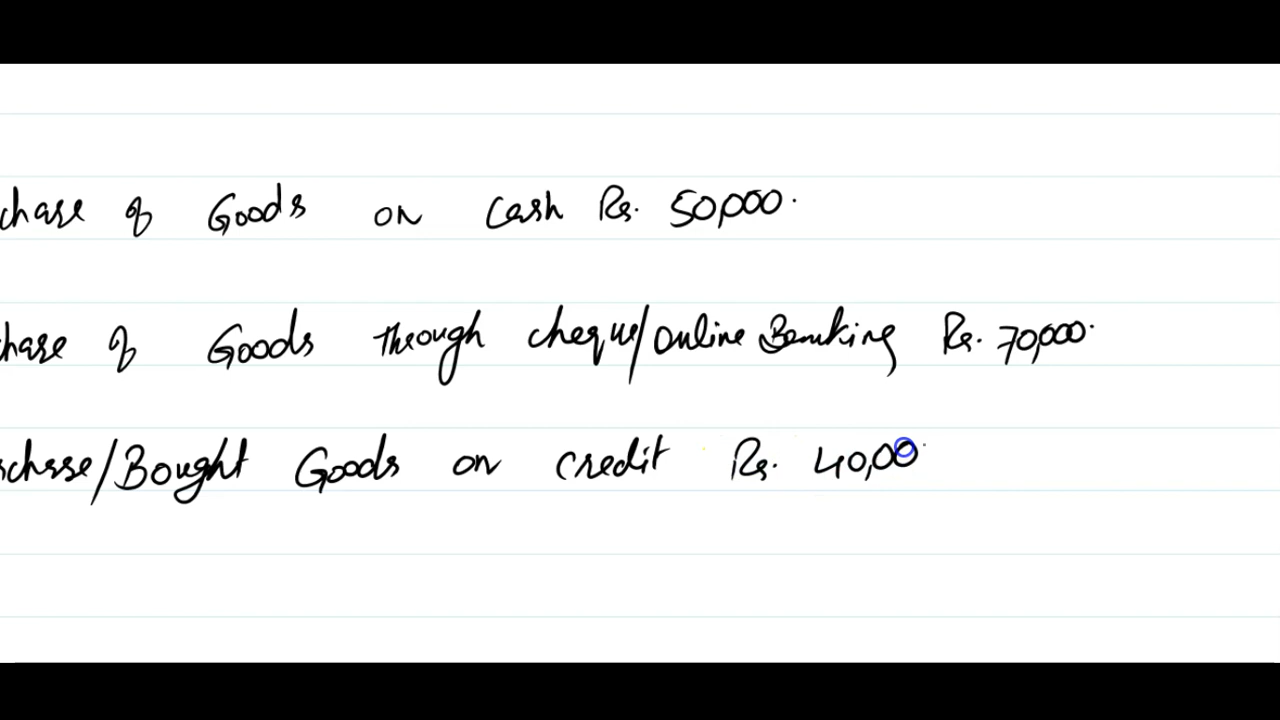 chase of Goods on Cash Rs. 50,000.
hase of Goods through cheque/online Banking Rs. 70,000.
chase/Bought Goods on credit Rs. 40,00